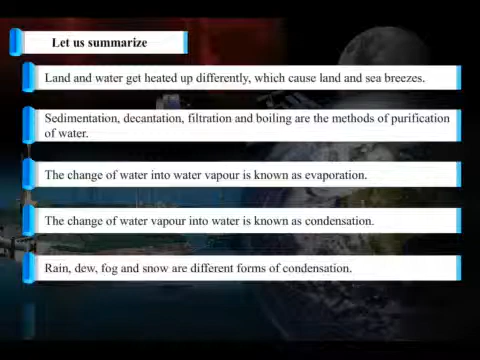 Let us summarize
Land and water get heated up differently, which cause land and sea breezes.
Sedimentation, decantation, filtration and boiling are the methods of purification
of water.
The change of water into water vapour is known as evaporation.
The change of water vapour into water is known as condensation.
Rain, dew, fog and snow are different forms of condensation.